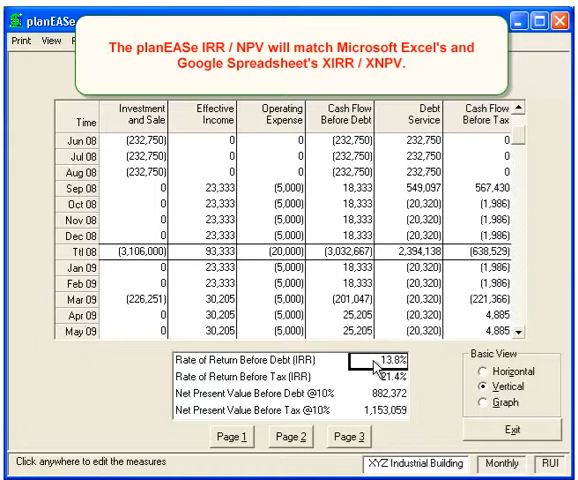 planEASe
Print View
The planEASe IRR / NPV will match Microsoft Excel's and
Google Spreadsheet's XIRR / XNPV.
Investment Effective Operating Cash Flow Debt Cash Flow
Time and Sale Income Expense Before Debt Service Before Tax
Jun 08 (232,750) 0 0 (232,750) 232,750 0
Jul 08 (232,750) 0 0 (232,750) 232,750 0
Aug 08 (232,750) 0 0 (232,750) 232,750 0
Sep 08 0 23,333 (5,000) 18,333 549,097 567,430
Oct 08 0 23,333 (5,000) 18,333 (20,320) (1,986)
Nov 08 0 23,333 (5,000) 18,333 (20,320) (1,986)
Dec 08 0 23,333 (5,000) 18,333 (20,320) (1,986)
Ttl 08 (3,106,000) 93,333 (20,000) (3,032,667) 2,394,138 (638,529)
Jan 09 0 23,333 (5,000) 18,333 (20,320) (1,986)
Feb 09 0 23,333 (5,000) 18,333 (20,320) (1,986)
Mar 09 (226,251) 30,205 (5,000) (201,047) (20,320) (221,366)
Apr 09 0 30,205 (5,000) 25,205 (20,320) 4,885
May 09 0 30,205 (5,000) 25,205 (20,320) 4,885
Rate of Return Before Debt (IRR) 13.8%
Rate of Return Before Tax (IRR) 21.4%
Net Present Value Before Debt @10% 882,372
Net Present Value Before Tax @10% 1,153,059
Basic View
Horizontal
Vertical
Graph
Page 1 Page 2 Page 3 Exit
Click anywhere to edit the measures XYZ Industrial Building Monthly RUI